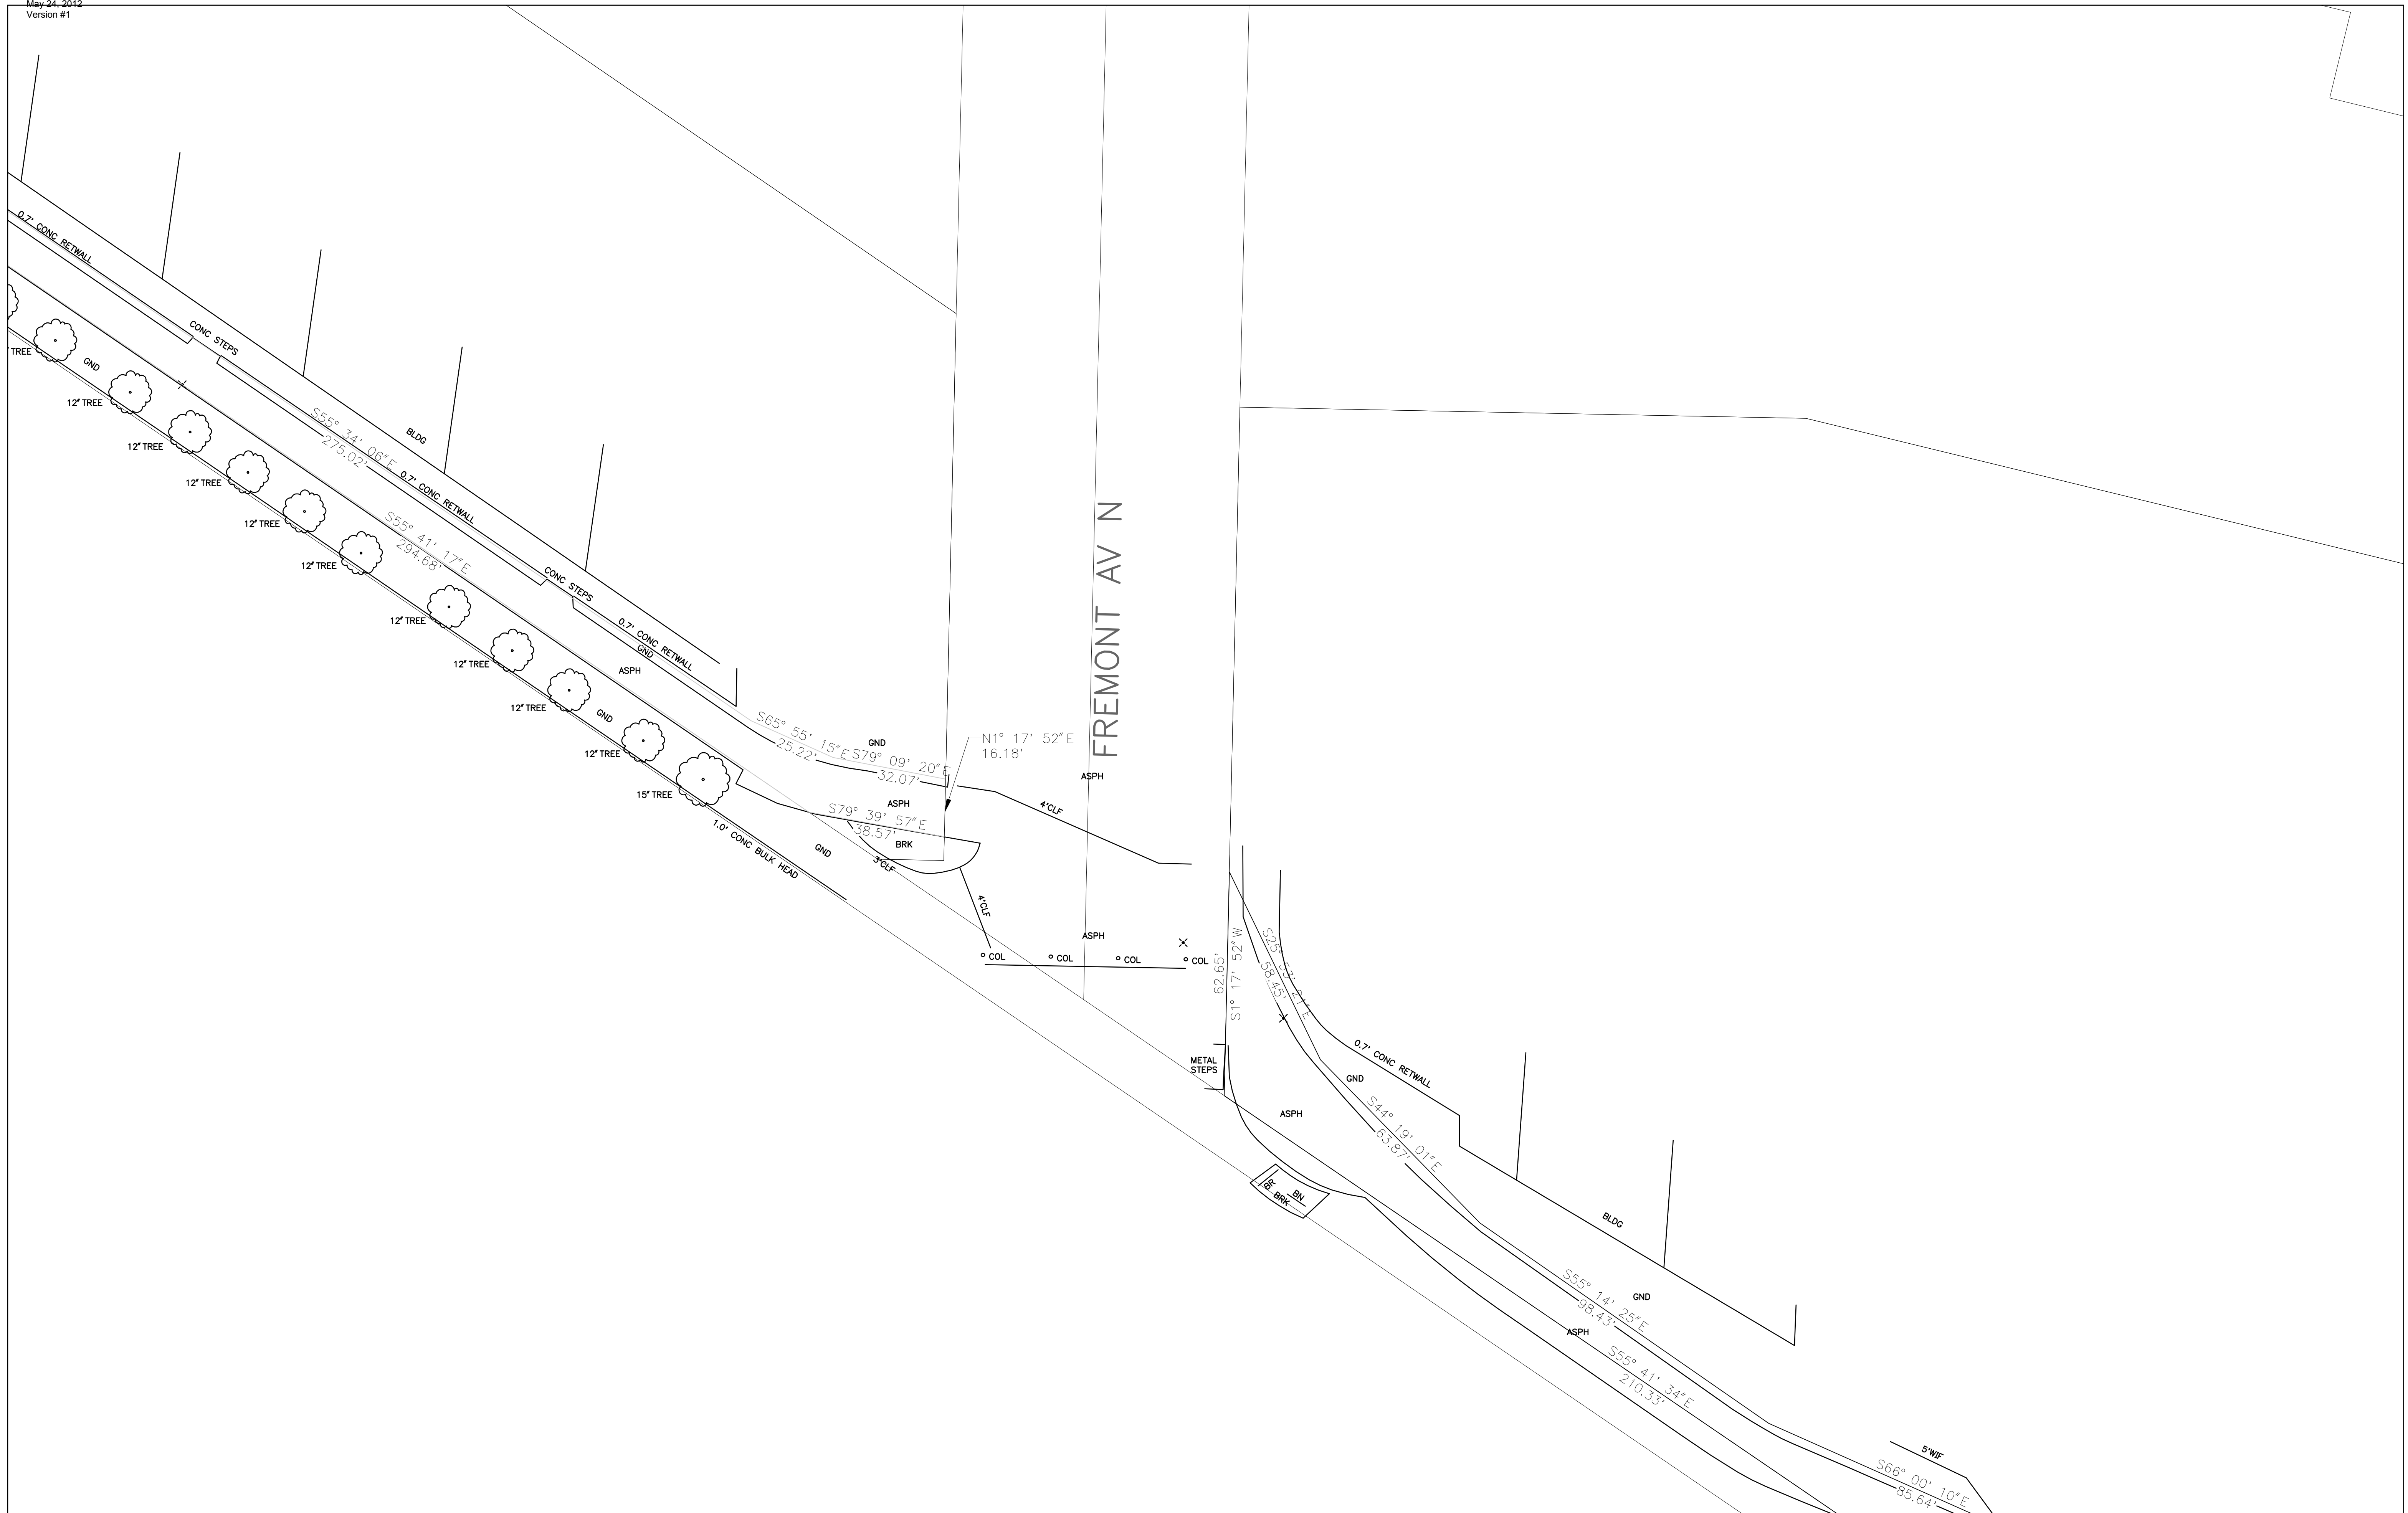 May 24, 2012
Version #1
0.7' CONC RETWALL
CONC STEPS
TREE
GND
12" TREE
12" TREE
12" TREE
12" TREE
12" TREE
12" TREE
12" TREE
12" TREE
12" TREE
15" TREE
S55° 34' 06" E
275.02'
BLDG
0.7' CONC RETWALL
S55° 41' 17" E
294.68'
CONC STEPS
0.7' CONC RETWALL
GND
ASPH
GND
FREMONT AV N
S65° 55' 15" E
25.22'
GND
S79° 09' 20" E
32.07'
N1° 17' 52" E
16.18'
ASPH
ASPH
4'CLF
S79° 39' 57" E
38.57'
BRK
3'CLF
GND
1.0' CONC BULK HEAD
4'CLF
ASPH
COL
COL
COL
COL
62.65'
S1° 17' 52" W
S25° 53' 21" E
58.45'
0.7' CONC RETWALL
METAL
STEPS
GND
ASPH
S44° 19' 01" E
63.87'
BR
BN
BRK
BLDG
S55° 14' 25" E
98.43'
GND
ASPH
S55° 41' 34" E
210.33'
5'WIF
S66° 00' 10" E
85.64'